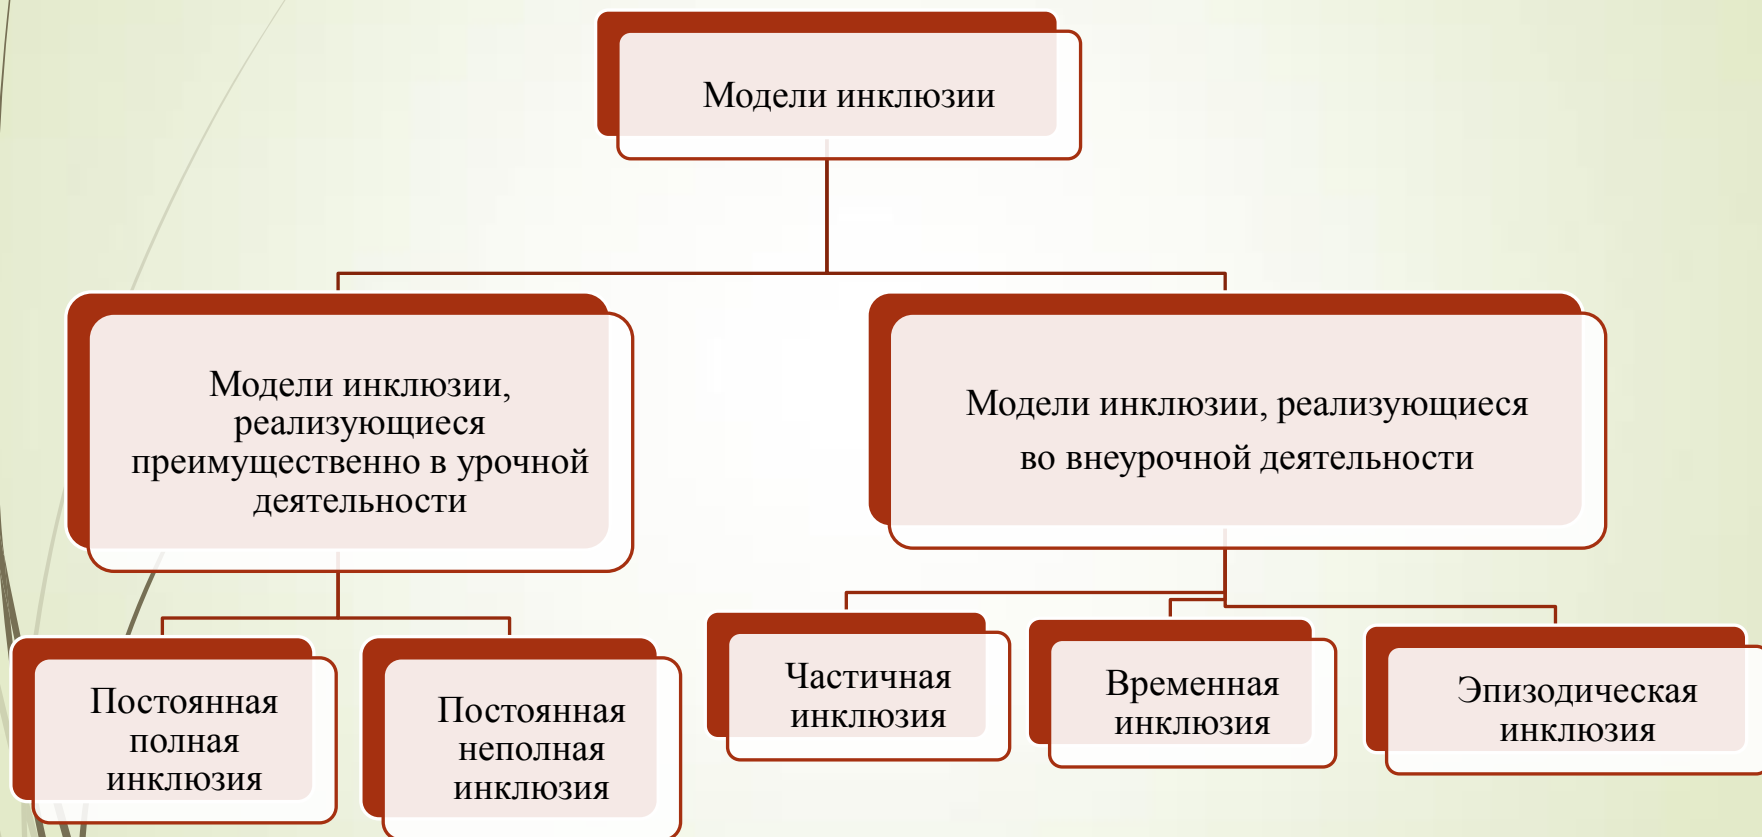 Модели инклюзии
Модели инклюзии,
реализующиеся
преимущественно в урочной
деятельности
Модели инклюзии, реализующиеся
во внеурочной деятельности
Постоянная
полная
инклюзия
Постоянная
неполная
инклюзия
Частичная
инклюзия
Временная
инклюзия
Эпизодическая
инклюзия